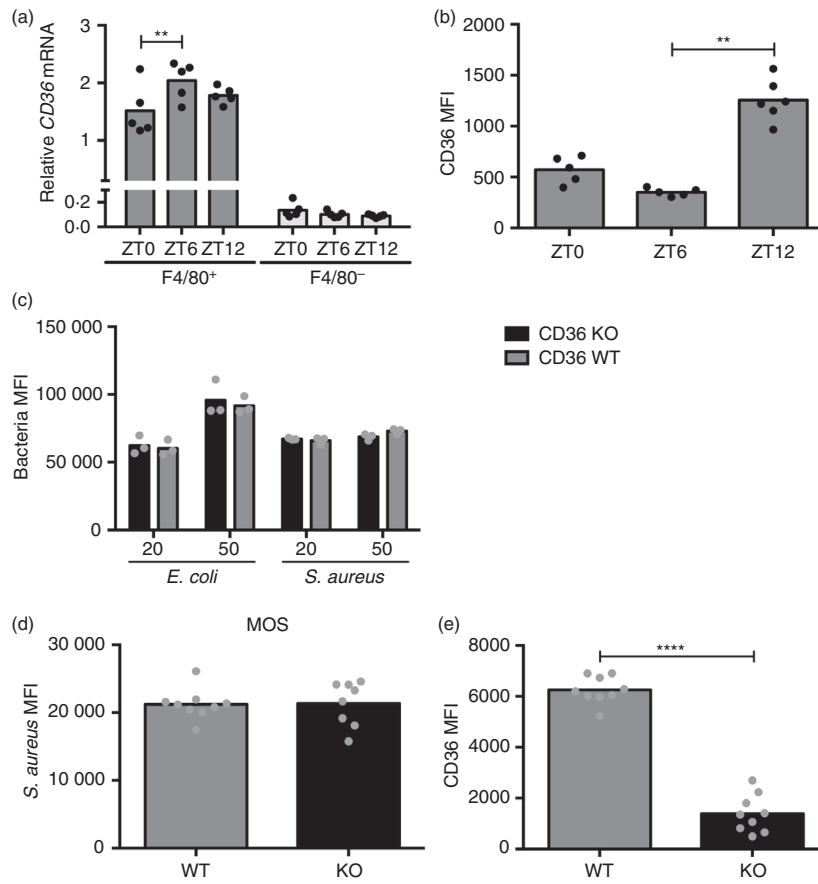 (a)
Relative CD36 mRNA
3
2
1
0·2
0·0
**
ZT0 ZT6 ZT12 ZT0 ZT6 ZT12
F4/80+ F4/80–
(b)
CD36 MFI
2000
1500
1000
500
0
**
ZT0 ZT6 ZT12
(c)
Bacteria MFI
150 000
100 000
50 000
0
20 50 20 50
E. coli S. aureus
CD36 KO
CD36 WT
(d)
MOS
S. aureus MFI
30 000
20 000
10 000
0
WT KO
(e)
CD36 MFI
8000
6000
4000
2000
0
****
WT KO